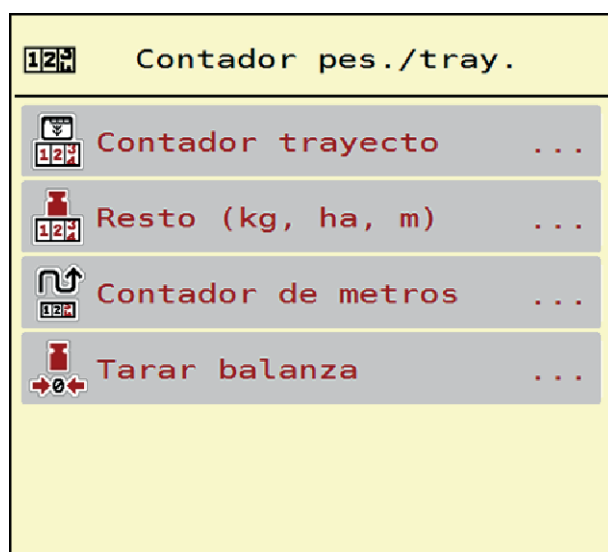 Contador pes./tray.
Contador trayecto ...
Resto (kg, ha, m) ...
Contador de metros ...
Tarar balanza ...